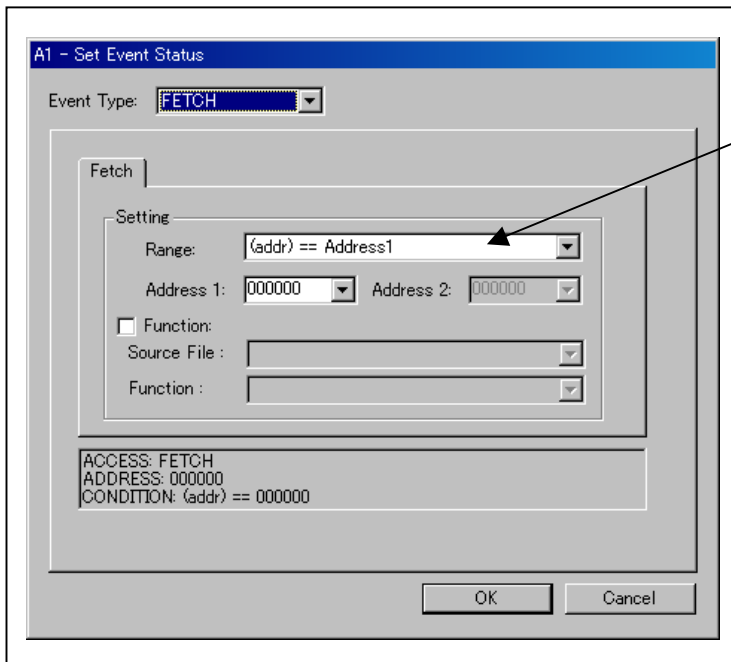 A1 - Set Event Status
Event Type: FETCH
Fetch
Setting
Range: (addr) == Address1
Address 1: 000000 Address 2: 000000
Function:
Source File :
Function :
ACCESS: FETCH
ADDRESS: 000000
CONDITION: (addr) == 000000
OK Cancel